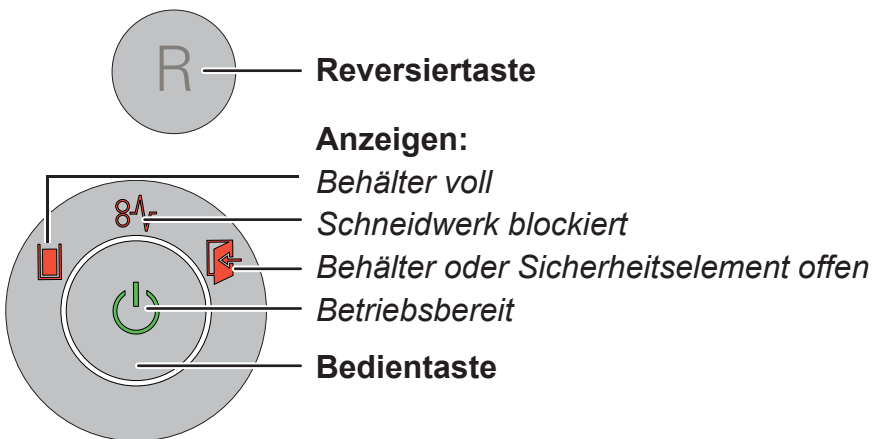 R
Reversiertaste
Anzeigen:
Behälter voll
Schneidwerk blockiert
Behälter oder Sicherheitselement offen
Betriebsbereit
Bedientaste